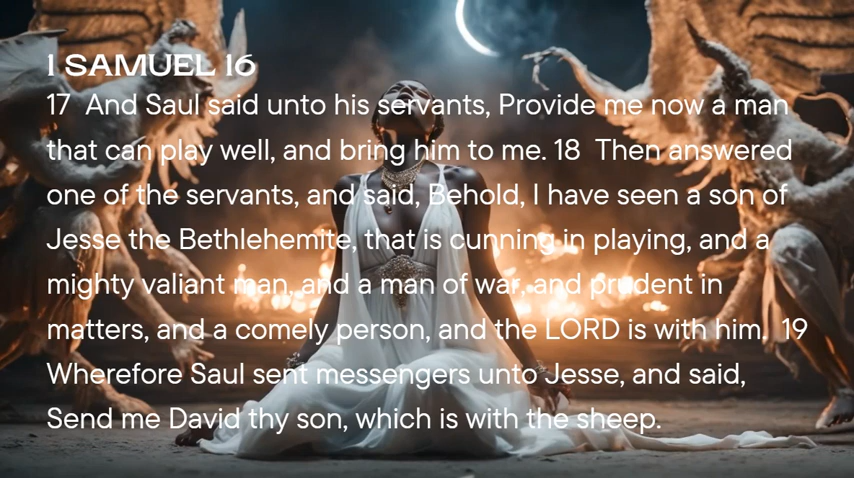 I SAMUEL 16
17 And Saul said unto his servants, Provide me now a man
that can play well, and bring him to me. 18 Then answered
one of the servants, and said, Behold, I have seen a son of
Jesse the Bethlehemite, that is cunning in playing, and a
mighty valiant man, and a man of war, and prudent in
matters, and a comely person, and the LORD is with him. 19
Wherefore Saul sent messengers unto Jesse, and said,
Send me David thy son, which is with the sheep.